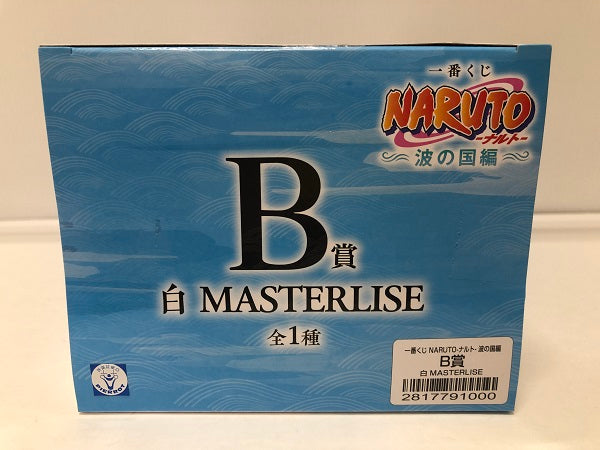 一番くじ
NARUTO
-ナルト-
~波の国編~
B賞
白 MASTERLISE
全1種
PIERROT
一番くじ NARUTO-ナルト- 波の国編
B賞
白 MASTERLISE
2817791000